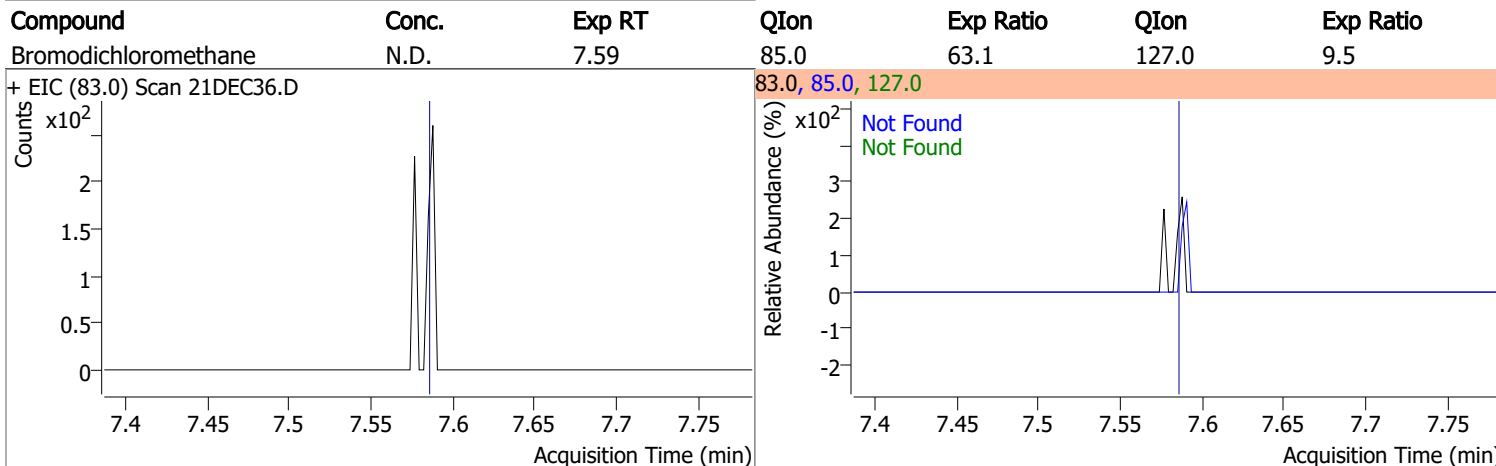 Compound Conc. Exp RT QIon Exp Ratio QIon Exp Ratio
Bromodichloromethane N.D. 7.59 85.0 63.1 127.0 9.5
+ EIC (83.0) Scan 21DEC36.D
Counts
x10²
2
1.5
1
0.5
0
7.4 7.45 7.5 7.55 7.6 7.65 7.7 7.75
Acquisition Time (min)
83.0, 85.0, 127.0
Relative Abundance (%)
x10²
Not Found
Not Found
3
2
1
0
-1
-2
7.4 7.45 7.5 7.55 7.6 7.65 7.7 7.75
Acquisition Time (min)